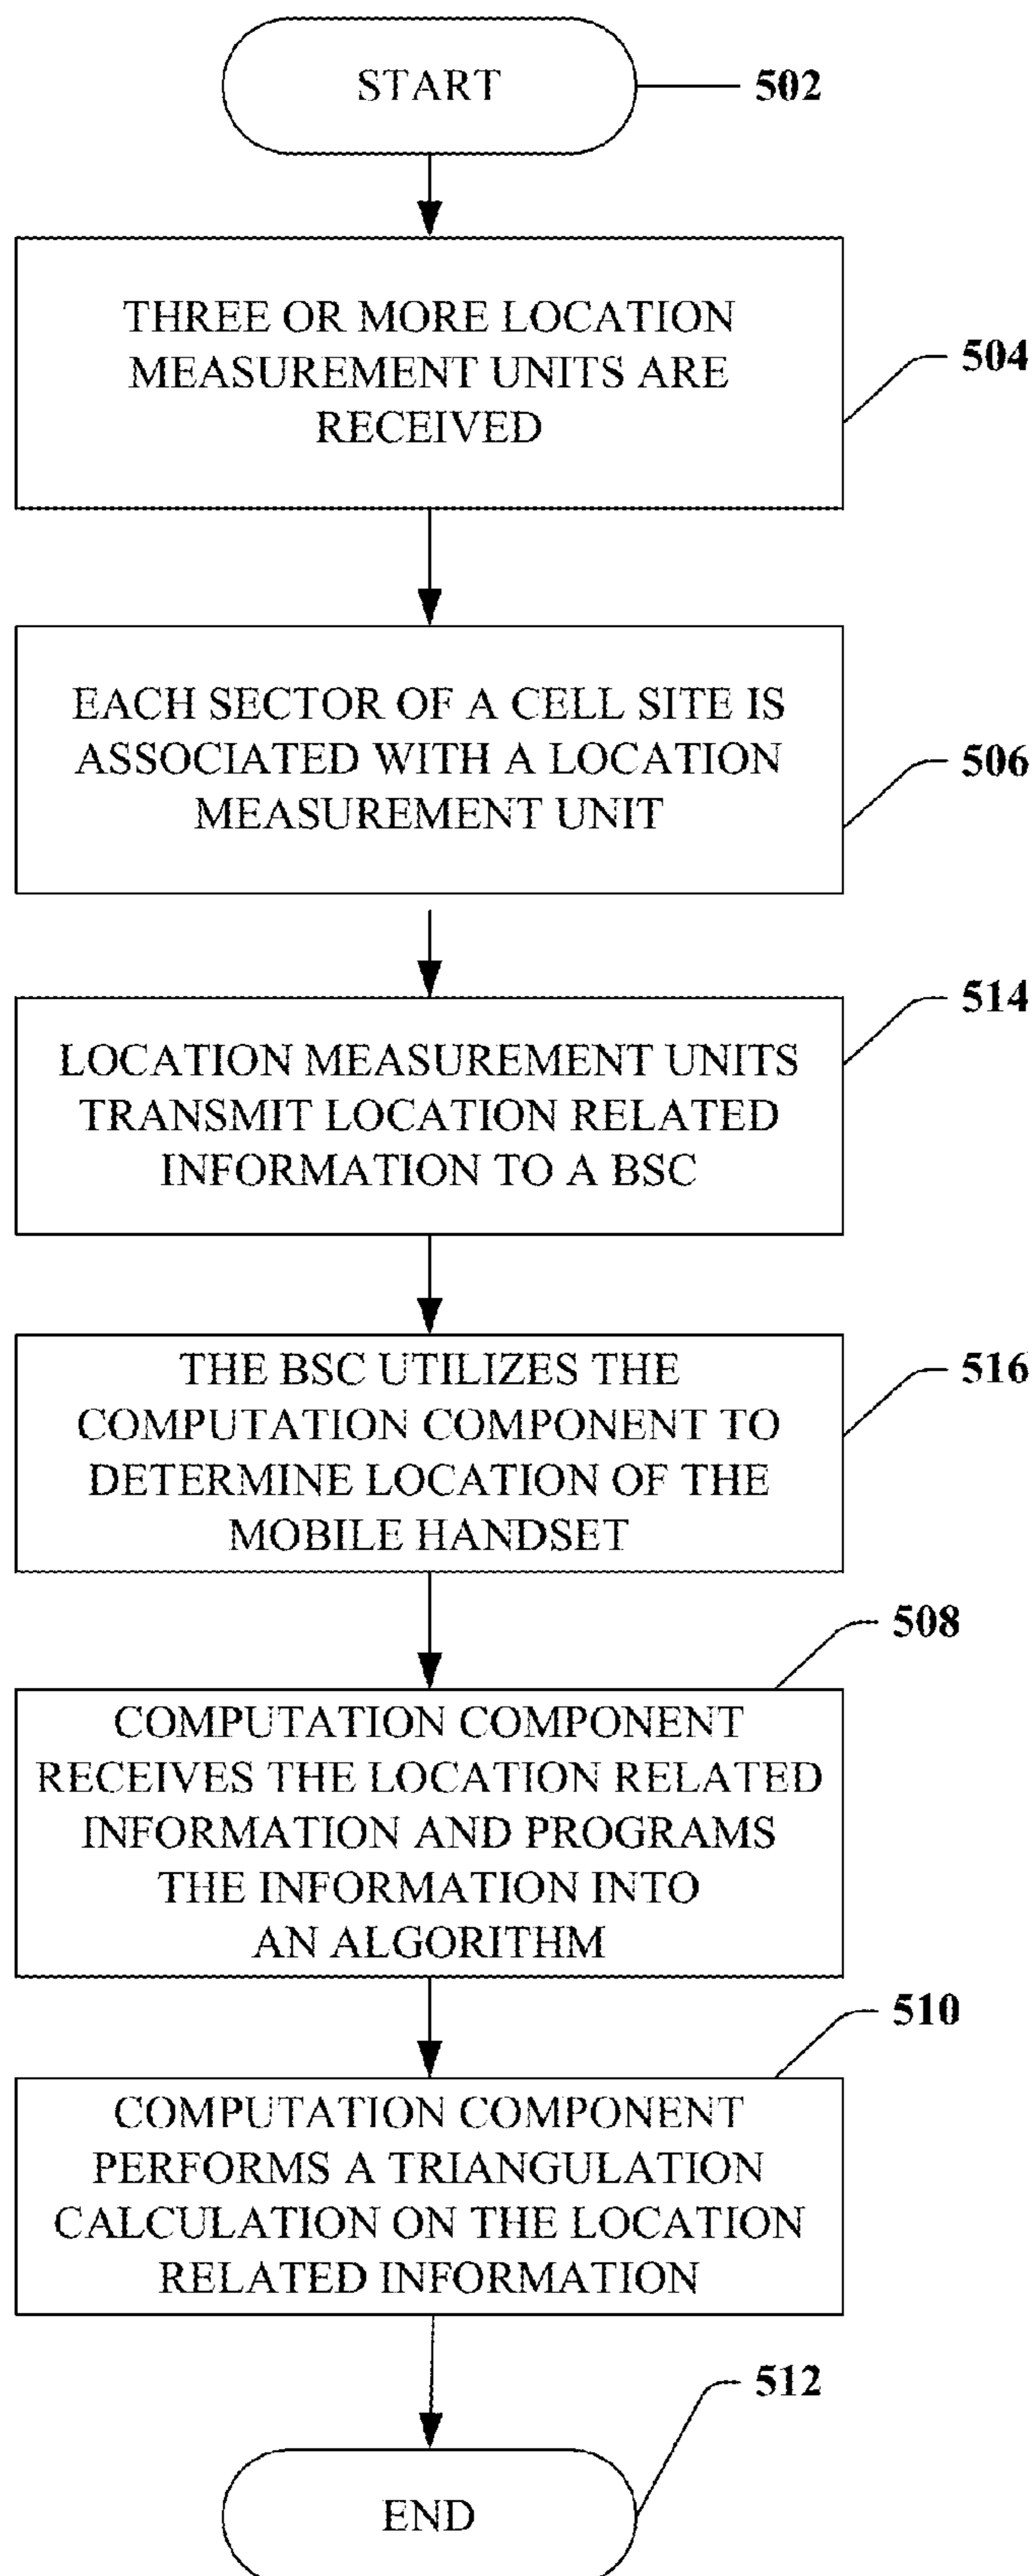 START
502
THREE OR MORE LOCATION
MEASUREMENT UNITS ARE
RECEIVED
504
EACH SECTOR OF A CELL SITE IS
ASSOCIATED WITH A LOCATION
MEASUREMENT UNIT
506
514
LOCATION MEASUREMENT UNITS
TRANSMIT LOCATION RELATED
INFORMATION TO A BSC
THE BSC UTILIZES THE
COMPUTATION COMPONENT TO
DETERMINE LOCATION OF THE
MOBILE HANDSET
516
508
COMPUTATION COMPONENT
RECEIVES THE LOCATION RELATED
INFORMATION AND PROGRAMS
THE INFORMATION INTO
AN ALGORITHM
510
COMPUTATION COMPONENT
PERFORMS A TRIANGULATION
CALCULATION ON THE LOCATION
RELATED INFORMATION
512
END